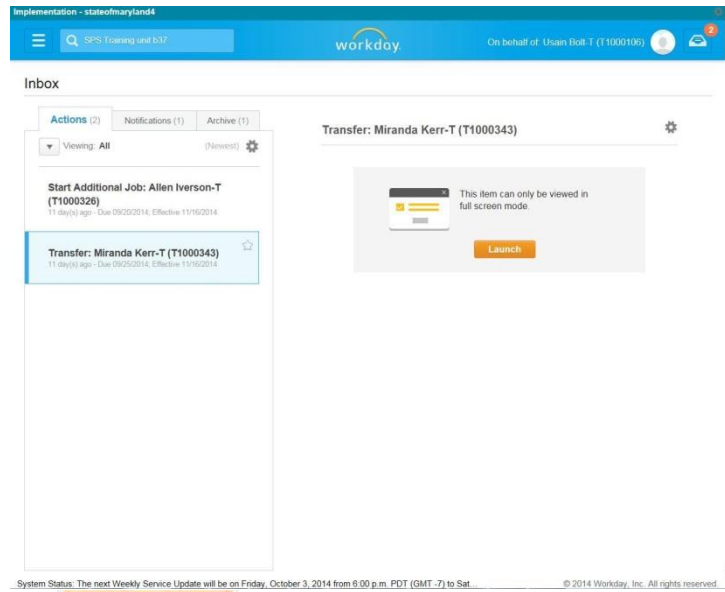 Implementation - stateofmaryland4
SPS Training unit b37
workday.
On behalf of: Usain Bolt-T (T1000106)
2
Inbox
Actions (2)
Notifications (1)
Archive (1)
Viewing: All
(Newest)
Start Additional Job: Allen Iverson-T
(T1000326)
11 day(s) ago - Due 09/20/2014; Effective 11/16/2014
Transfer: Miranda Kerr-T (T1000343)
11 day(s) ago - Due 09/25/2014; Effective 11/16/2014
Transfer: Miranda Kerr-T (T1000343)
This item can only be viewed in
full screen mode.
Launch
System Status: The next Weekly Service Update will be on Friday, October 3, 2014 from 6:00 p.m. PDT (GMT -7) to Sat...
© 2014 Workday, Inc. All rights reserved.